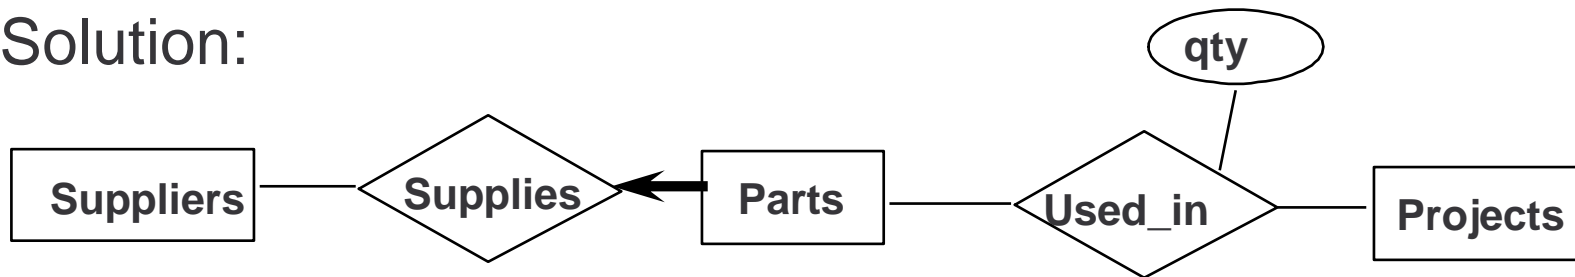 Solution:
qty
Suppliers
Supplies
Parts
Used_in
Projects